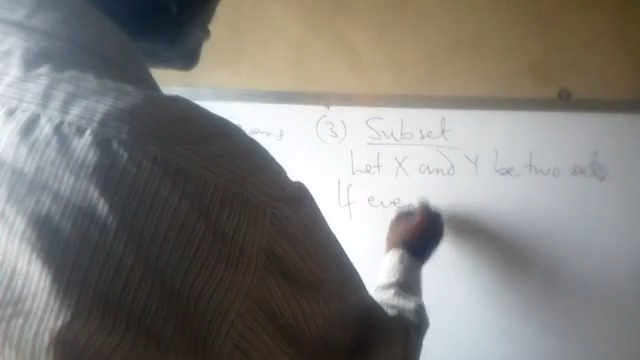 (3) Subset
Let X and Y be two sets
If eve